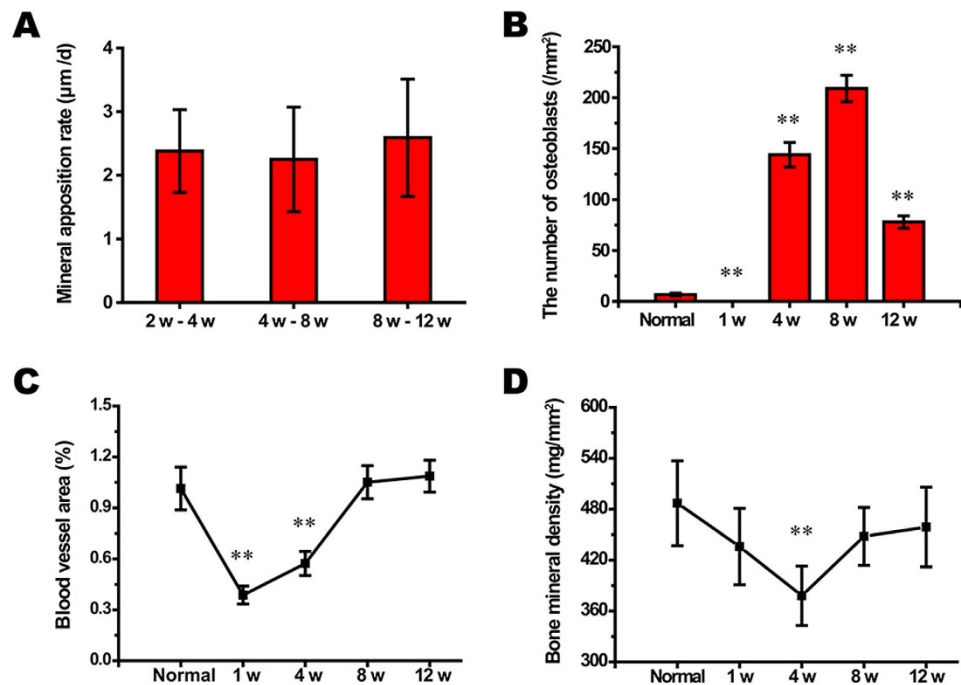 A
Mineral apposition rate (μm /d)
4
3
2
1
0
2 w - 4 w
4 w - 8 w
8 w - 12 w
B
The number of osteoblasts (/mm²)
250
200
150
100
50
0
**
**
**
**
Normal
1 w
4 w
8 w
12 w
C
Blood vessel area (%)
1.5
1.2
0.9
0.6
0.3
0.0
**
**
Normal
1 w
4 w
8 w
12 w
D
Bone mineral density (mg/mm²)
600
540
480
420
360
300
**
Normal
1 w
4 w
8 w
12 w